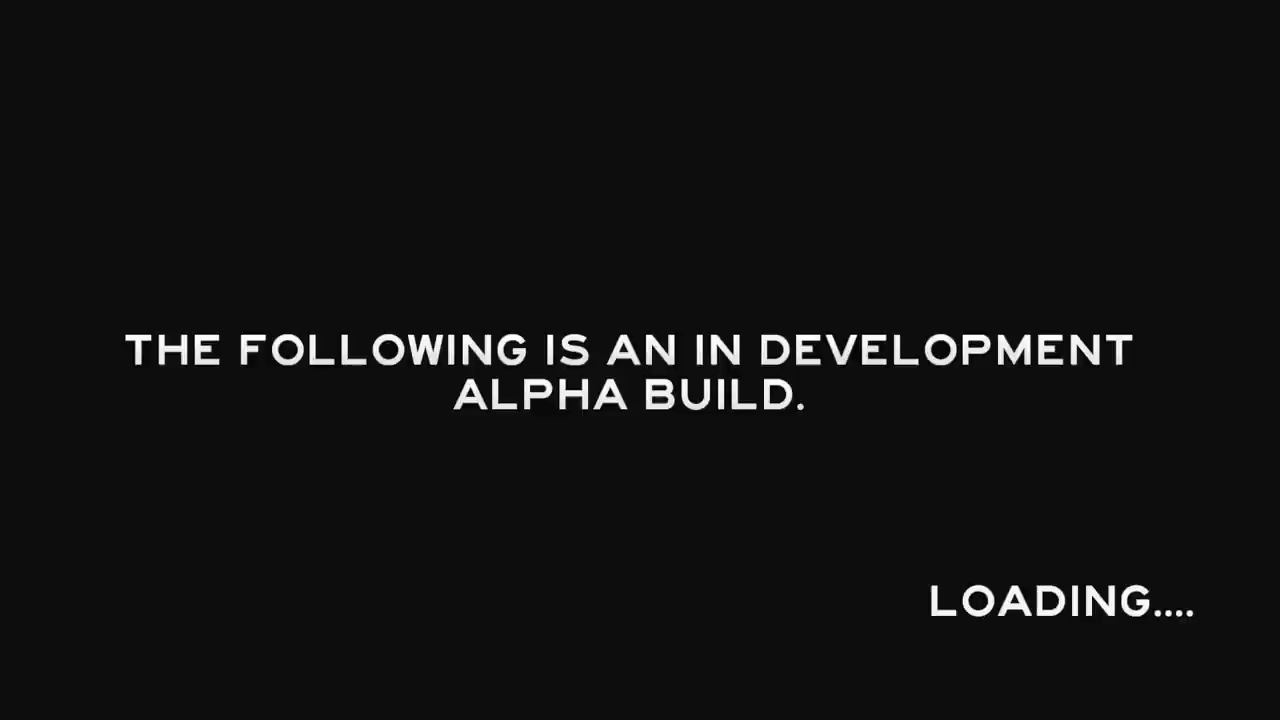 THE FOLLOWING IS AN IN DEVELOPMENT
ALPHA BUILD.
LOADING....